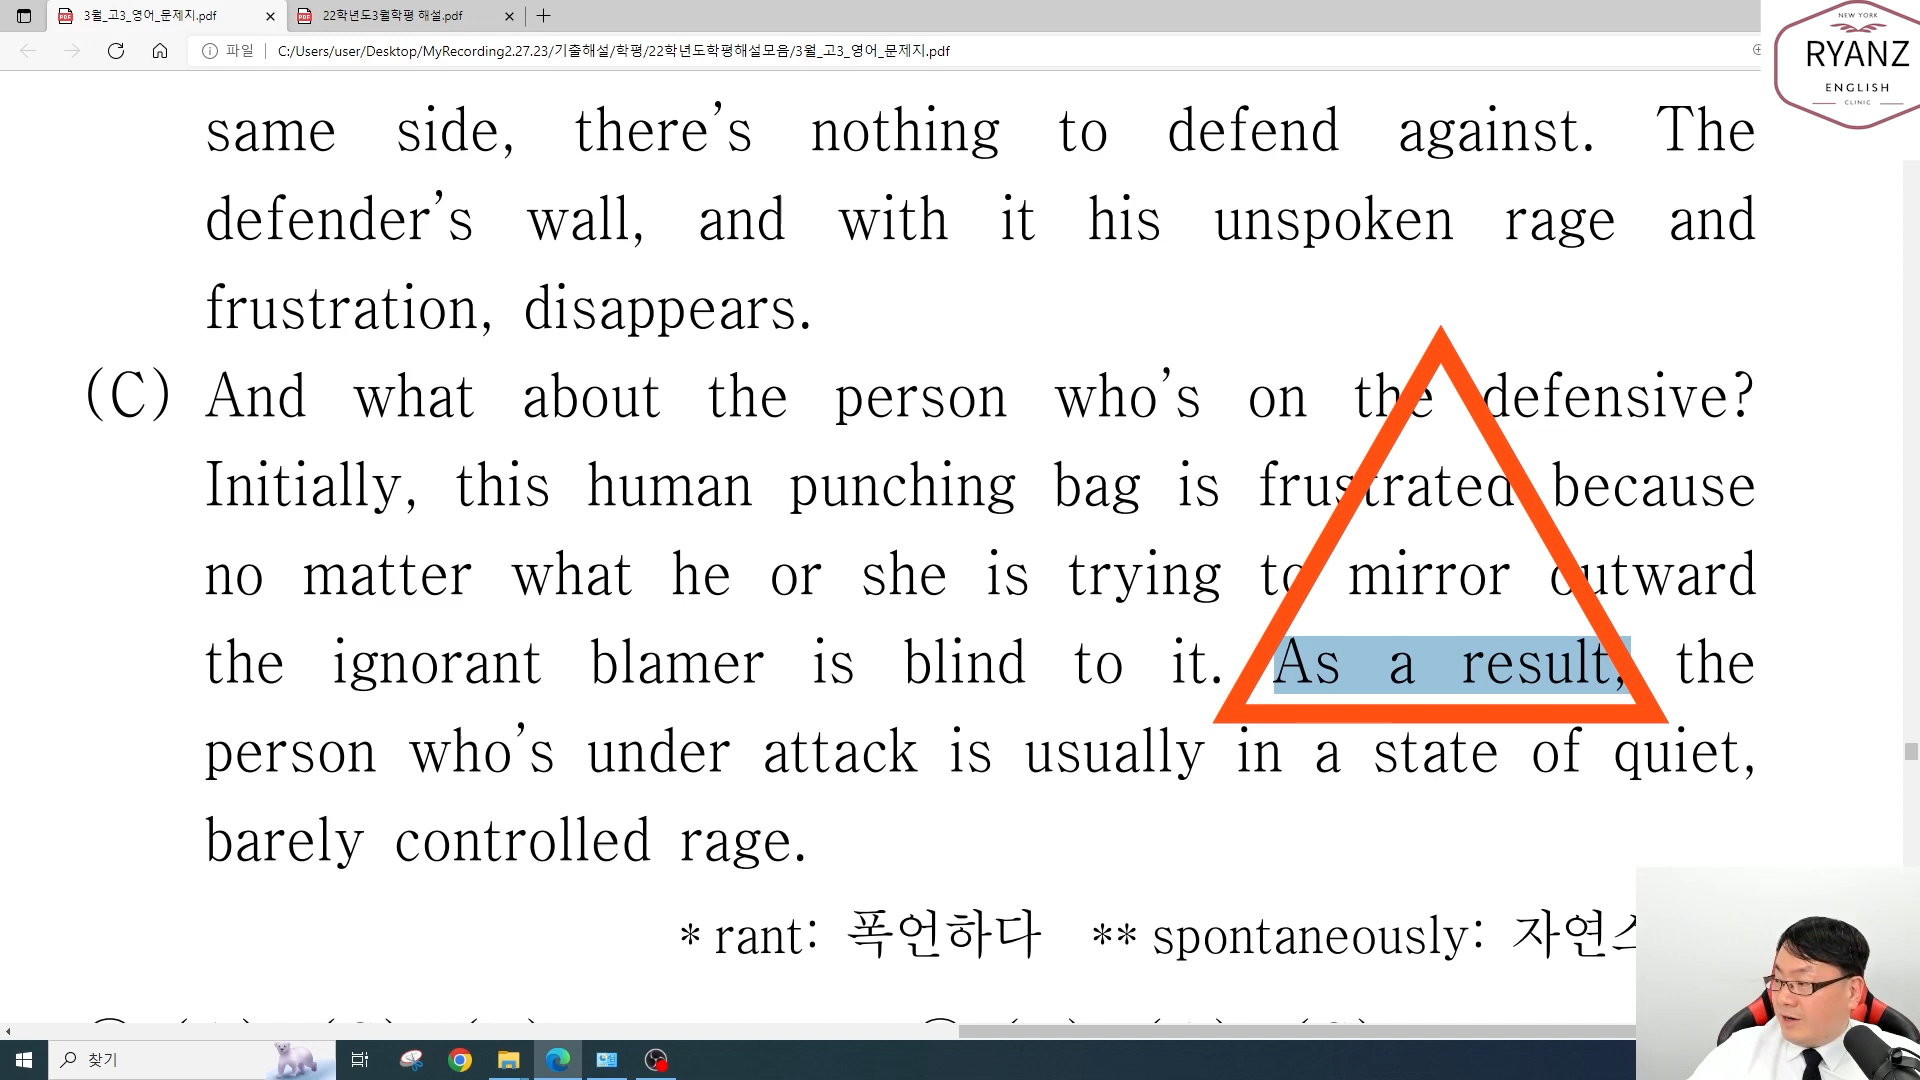 3월_고3_영어_문제지.pdf
22학년도3월학평 해설.pdf
파일
C:/Users/user/Desktop/MyRecording2.27.23/기출해설/학평/22학년도학평해설모음/3월_고3_영어_문제지.pdf
NEW YORK
RYANZ
ENGLISH
CLINIC
same side, there's nothing to defend against. The
defender's wall, and with it his unspoken rage and
frustration, disappears.
(C) And what about the person who's on the defensive?
Initially, this human punching bag is frustrated because
no matter what he or she is trying to mirror outward
the ignorant blamer is blind to it. As a result, the
person who's under attack is usually in a state of quiet,
barely controlled rage.
* rant: 폭언하다 ** spontaneously:
찾기